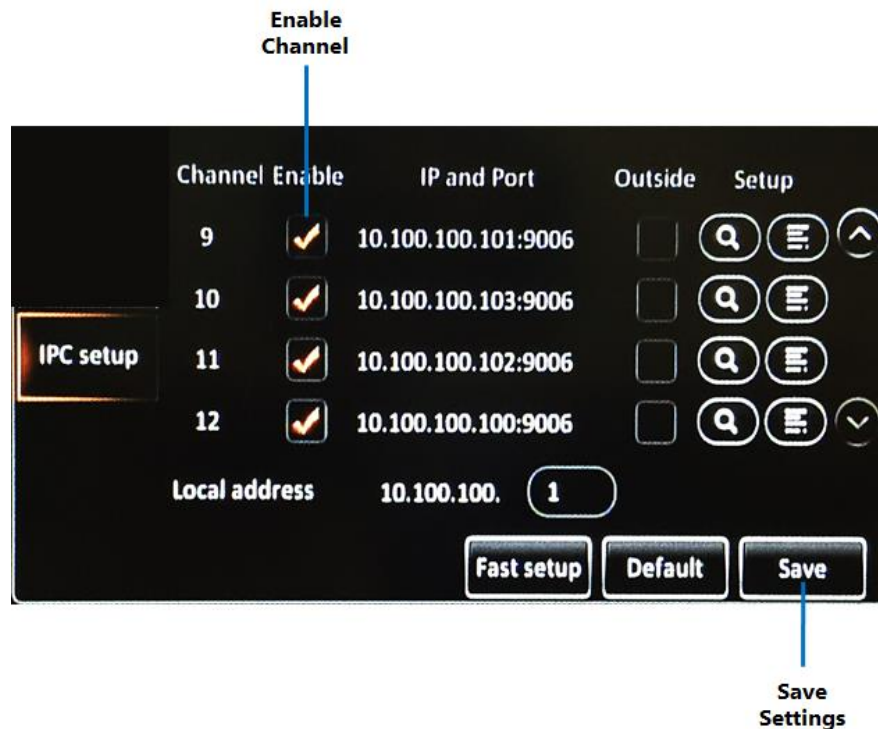 Enable
Channel
Channel Enable IP and Port Outside Setup
9 10.100.100.101:9006
10 10.100.100.103:9006
IPC setup
11 10.100.100.102:9006
12 10.100.100.100:9006
Local address 10.100.100. 1
Fast setup Default Save
Save
Settings